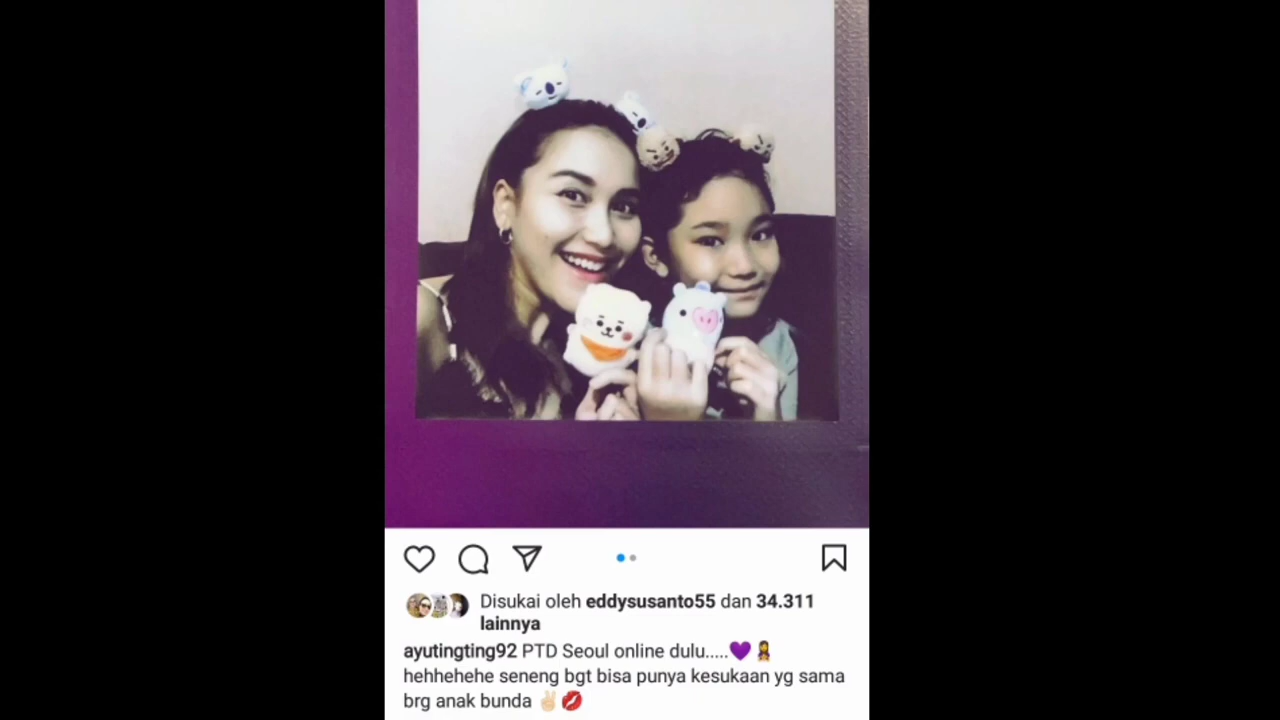 Disukai oleh eddysusanto55 dan 34.311
lainnya
ayutingting92 PTD Seoul online dulu.....💜👩‍👧
hehhehehe seneng bgt bisa punya kesukaan yg sama
brg anak bunda ✌🏻💋